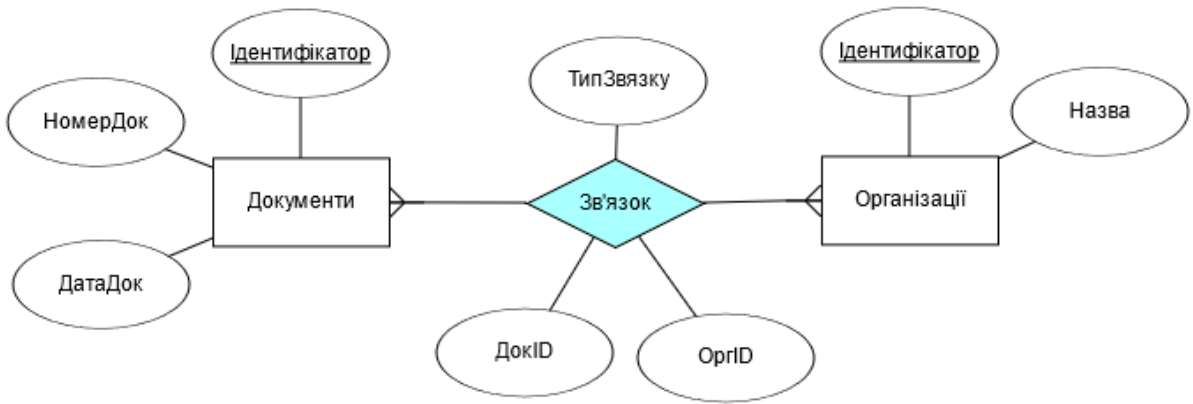 Ідентифікатор
Ідентифікатор
ТипЗвязку
НомерДок
Назва
Документи
Зв'язок
Організації
ДатаДок
ДокID
ОргID